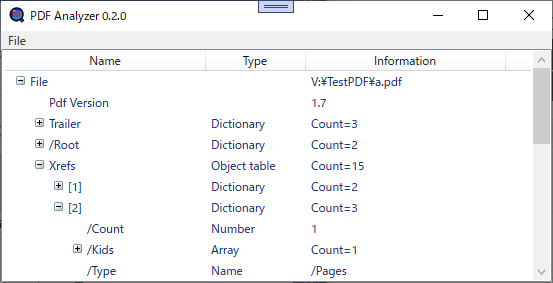 PDF Analyzer 0.2.0
File
Name Type Information
File V:¥TestPDF¥a.pdf
Pdf Version 1.7
Trailer Dictionary Count=3
/Root Dictionary Count=2
Xrefs Object table Count=15
[1] Dictionary Count=2
[2] Dictionary Count=3
/Count Number 1
/Kids Array Count=1
/Type Name /Pages